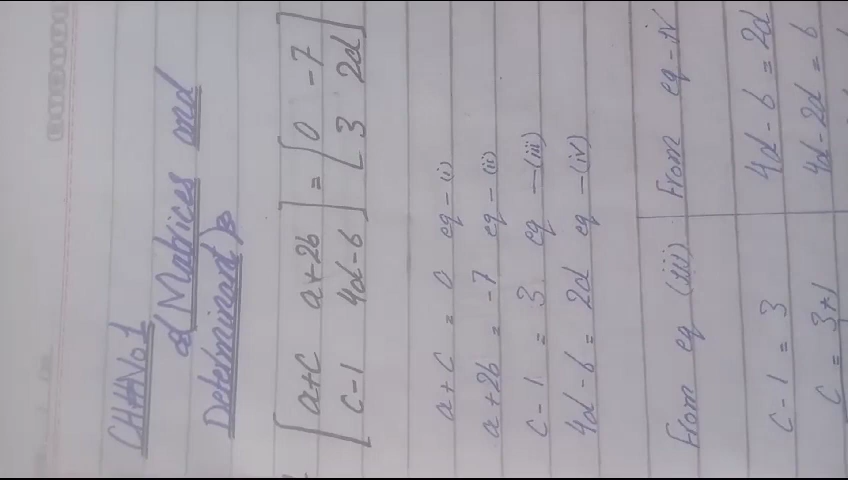 CH#No1
"Matrices and
Determinant"
[a+c a+2b] = [0 -7]
[c-1 4d-6] [3 2d]
a+c = 0 eq-(i)
a+2b = -7 eq-(ii)
c-1 = 3 eq-(iii)
4d-6 = 2d eq-(iv)
From eq (iii)
c-1 = 3
c = 3+1
From eq-iv
4d-6 = 2d
4d-2d = 6